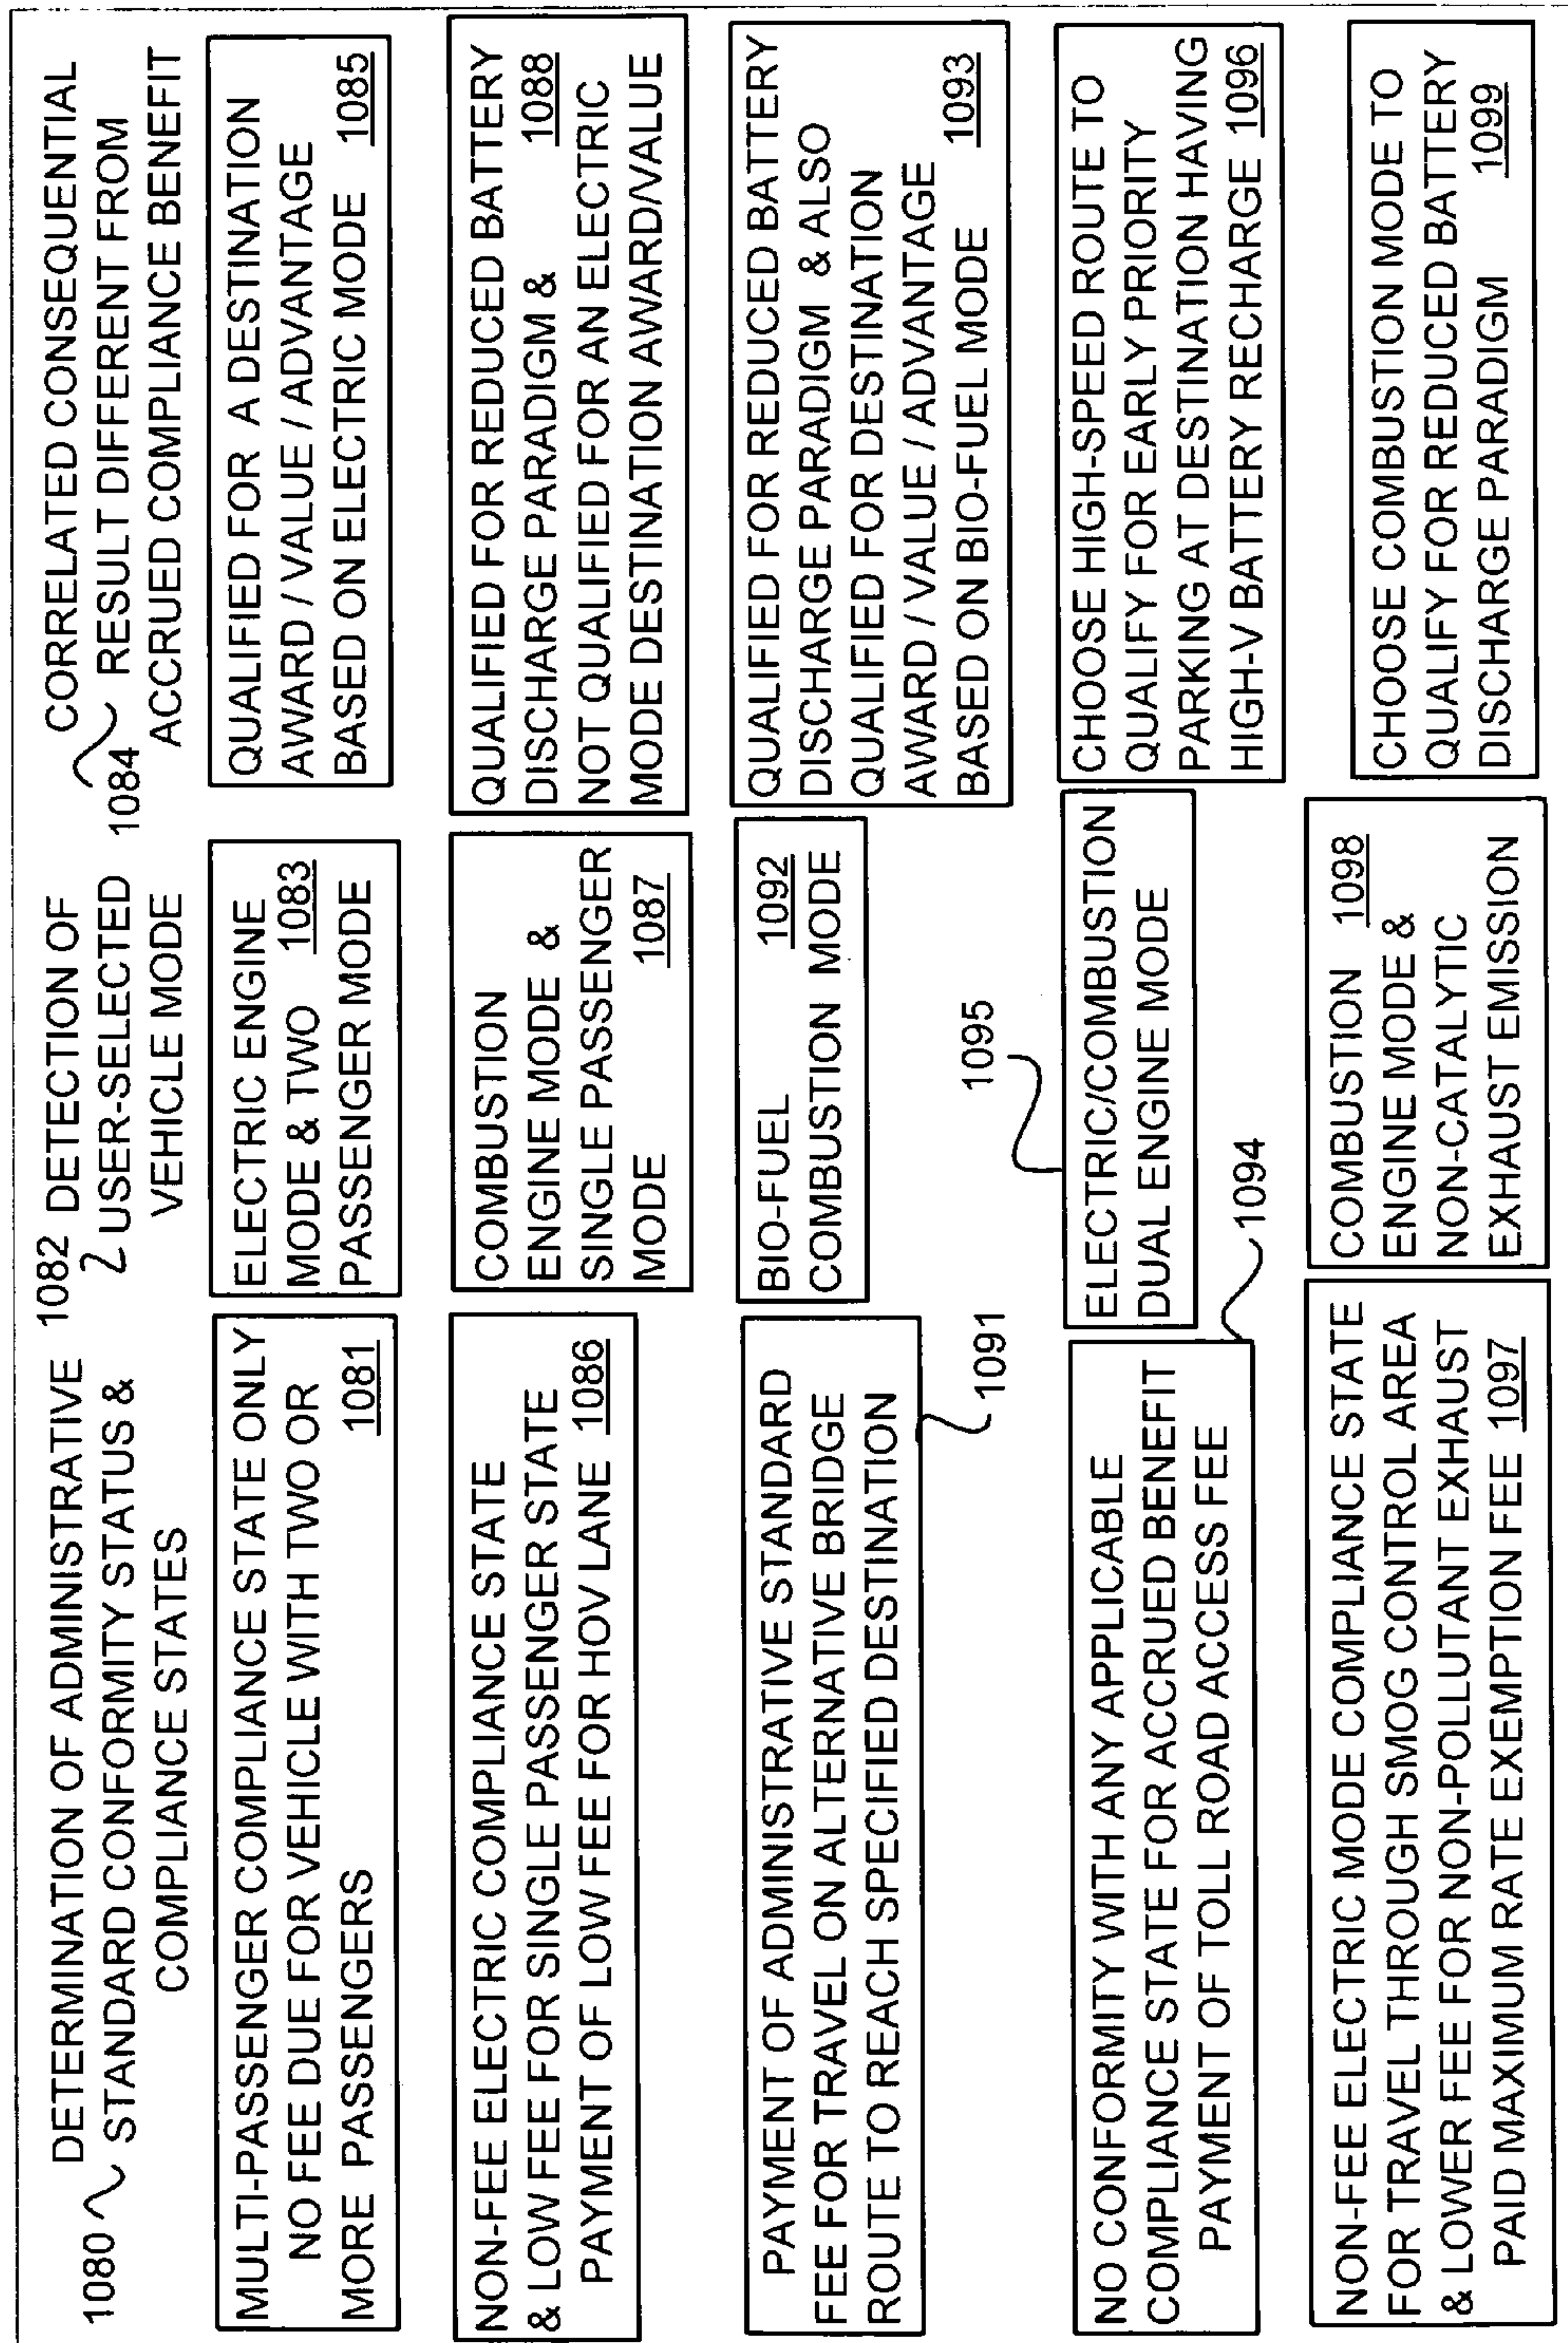 1080 DETERMINATION OF ADMINISTRATIVE
STANDARD CONFORMITY STATUS &
COMPLIANCE STATES
1082 DETECTION OF
USER-SELECTED
VEHICLE MODE
1084 CORRELATED CONSEQUENTIAL
RESULT DIFFERENT FROM
ACCRUED COMPLIANCE BENEFIT
MULTI-PASSENGER COMPLIANCE STATE ONLY
NO FEE DUE FOR VEHICLE WITH TWO OR
MORE PASSENGERS 1081
ELECTRIC ENGINE
MODE & TWO 1083
PASSENGER MODE
QUALIFIED FOR A DESTINATION
AWARD / VALUE / ADVANTAGE
BASED ON ELECTRIC MODE 1085
NON-FEE ELECTRIC COMPLIANCE STATE
& LOW FEE FOR SINGLE PASSENGER STATE
PAYMENT OF LOW FEE FOR HOV LANE 1086
COMBUSTION
ENGINE MODE &
SINGLE PASSENGER
MODE 1087
QUALIFIED FOR REDUCED BATTERY
DISCHARGE PARADIGM & 1088
NOT QUALIFIED FOR AN ELECTRIC
MODE DESTINATION AWARD/VALUE
PAYMENT OF ADMINISTRATIVE STANDARD
FEE FOR TRAVEL ON ALTERNATIVE BRIDGE
ROUTE TO REACH SPECIFIED DESTINATION
1091
BIO-FUEL 1092
COMBUSTION MODE
QUALIFIED FOR REDUCED BATTERY
DISCHARGE PARADIGM & ALSO
QUALIFIED FOR DESTINATION
AWARD / VALUE / ADVANTAGE
BASED ON BIO-FUEL MODE 1093
NO CONFORMITY WITH ANY APPLICABLE
COMPLIANCE STATE FOR ACCRUED BENEFIT
PAYMENT OF TOLL ROAD ACCESS FEE
1094
1095
ELECTRIC/COMBUSTION
DUAL ENGINE MODE
CHOOSE HIGH-SPEED ROUTE TO
QUALIFY FOR EARLY PRIORITY
PARKING AT DESTINATION HAVING
HIGH-V BATTERY RECHARGE 1096
NON-FEE ELECTRIC MODE COMPLIANCE STATE
FOR TRAVEL THROUGH SMOG CONTROL AREA
& LOWER FEE FOR NON-POLLUTANT EXHAUST
PAID MAXIMUM RATE EXEMPTION FEE 1097
COMBUSTION 1098
ENGINE MODE &
NON-CATALYTIC
EXHAUST EMISSION
CHOOSE COMBUSTION MODE TO
QUALIFY FOR REDUCED BATTERY
DISCHARGE PARADIGM 1099